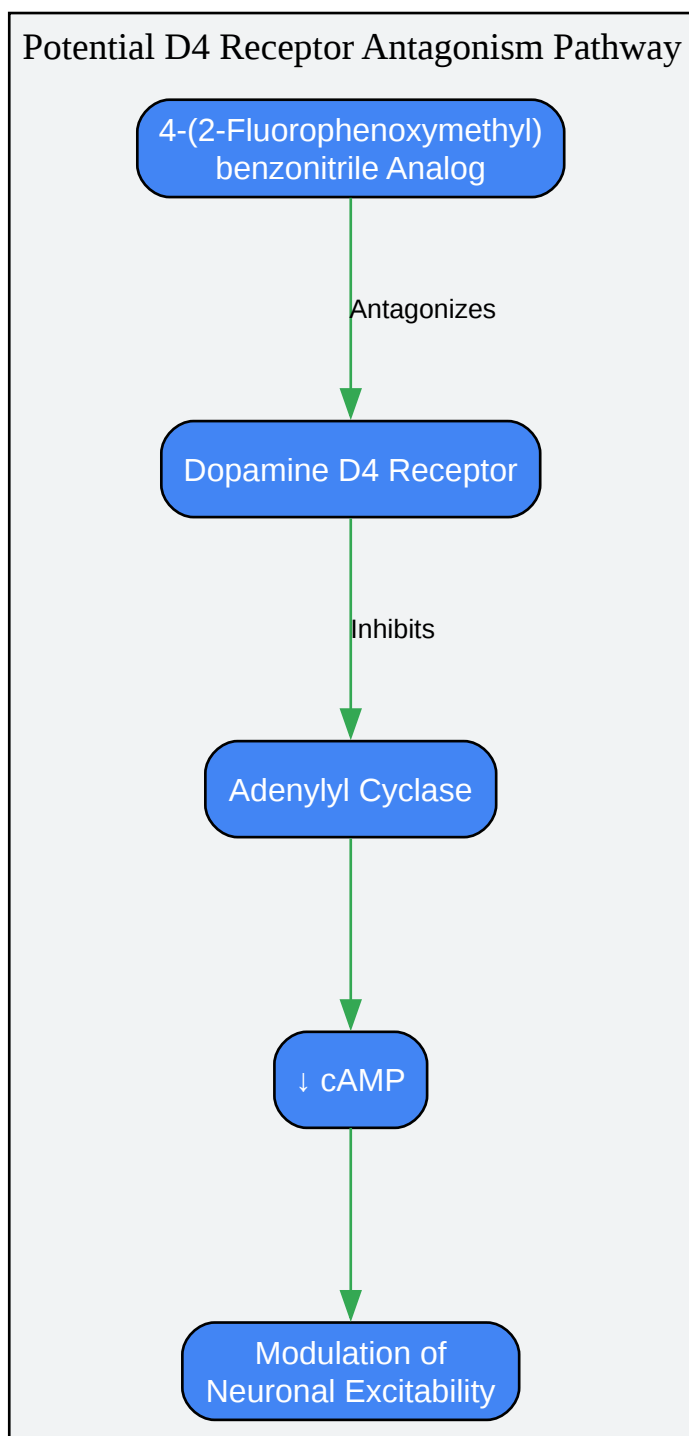 Potential D4 Receptor Antagonism Pathway
4-(2-Fluorophenoxymethyl)
benzonitrile Analog
Antagonizes
Dopamine D4 Receptor
Inhibits
Adenylyl Cyclase
↓ cAMP
Modulation of
Neuronal Excitability